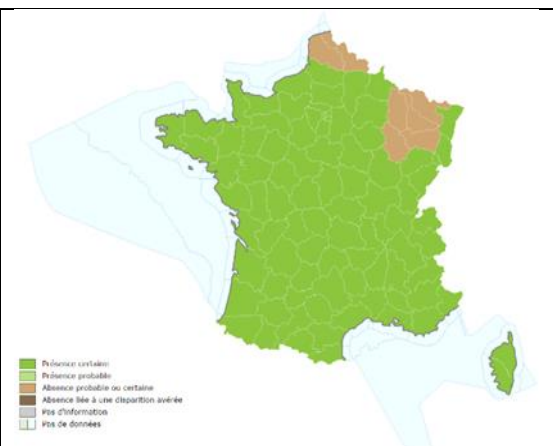 Présence certaine
Présence probable
Absence probable ou certaine
Absence liée à une disparition avérée
Pas d'information
Pas de données